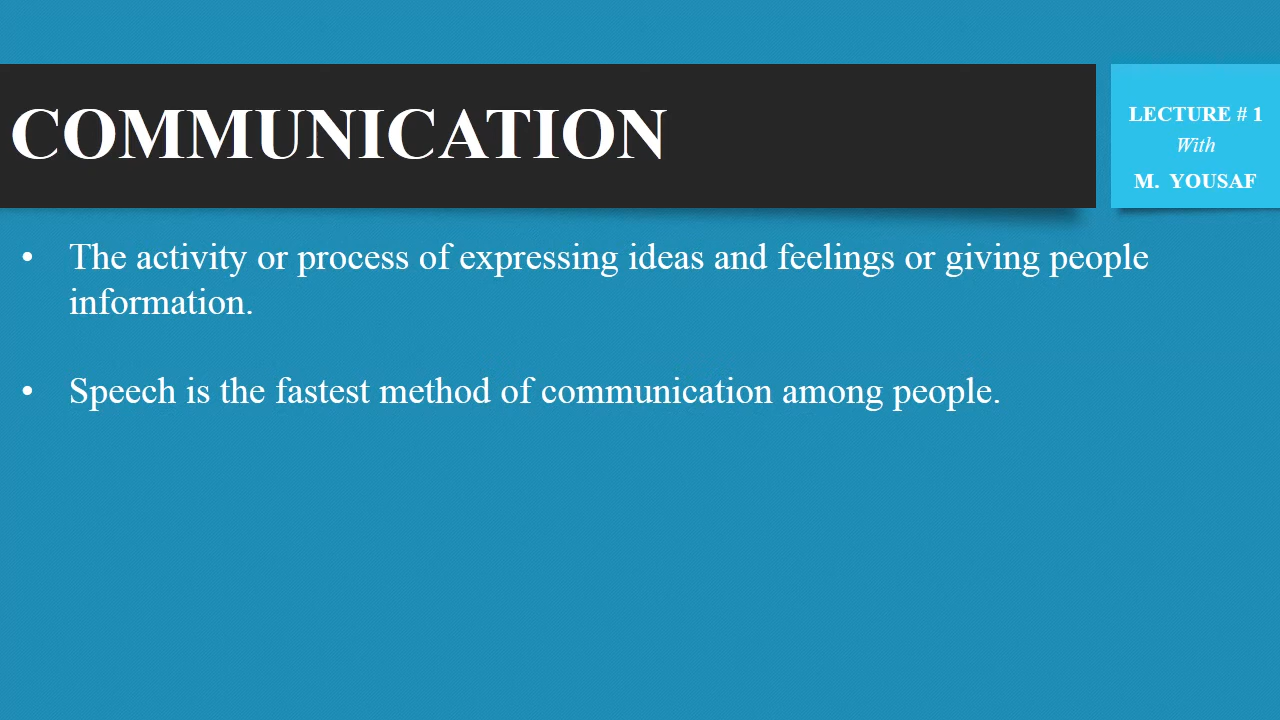 COMMUNICATION
LECTURE # 1
With
M. YOUSAF
• The activity or process of expressing ideas and feelings or giving people
information.
• Speech is the fastest method of communication among people.